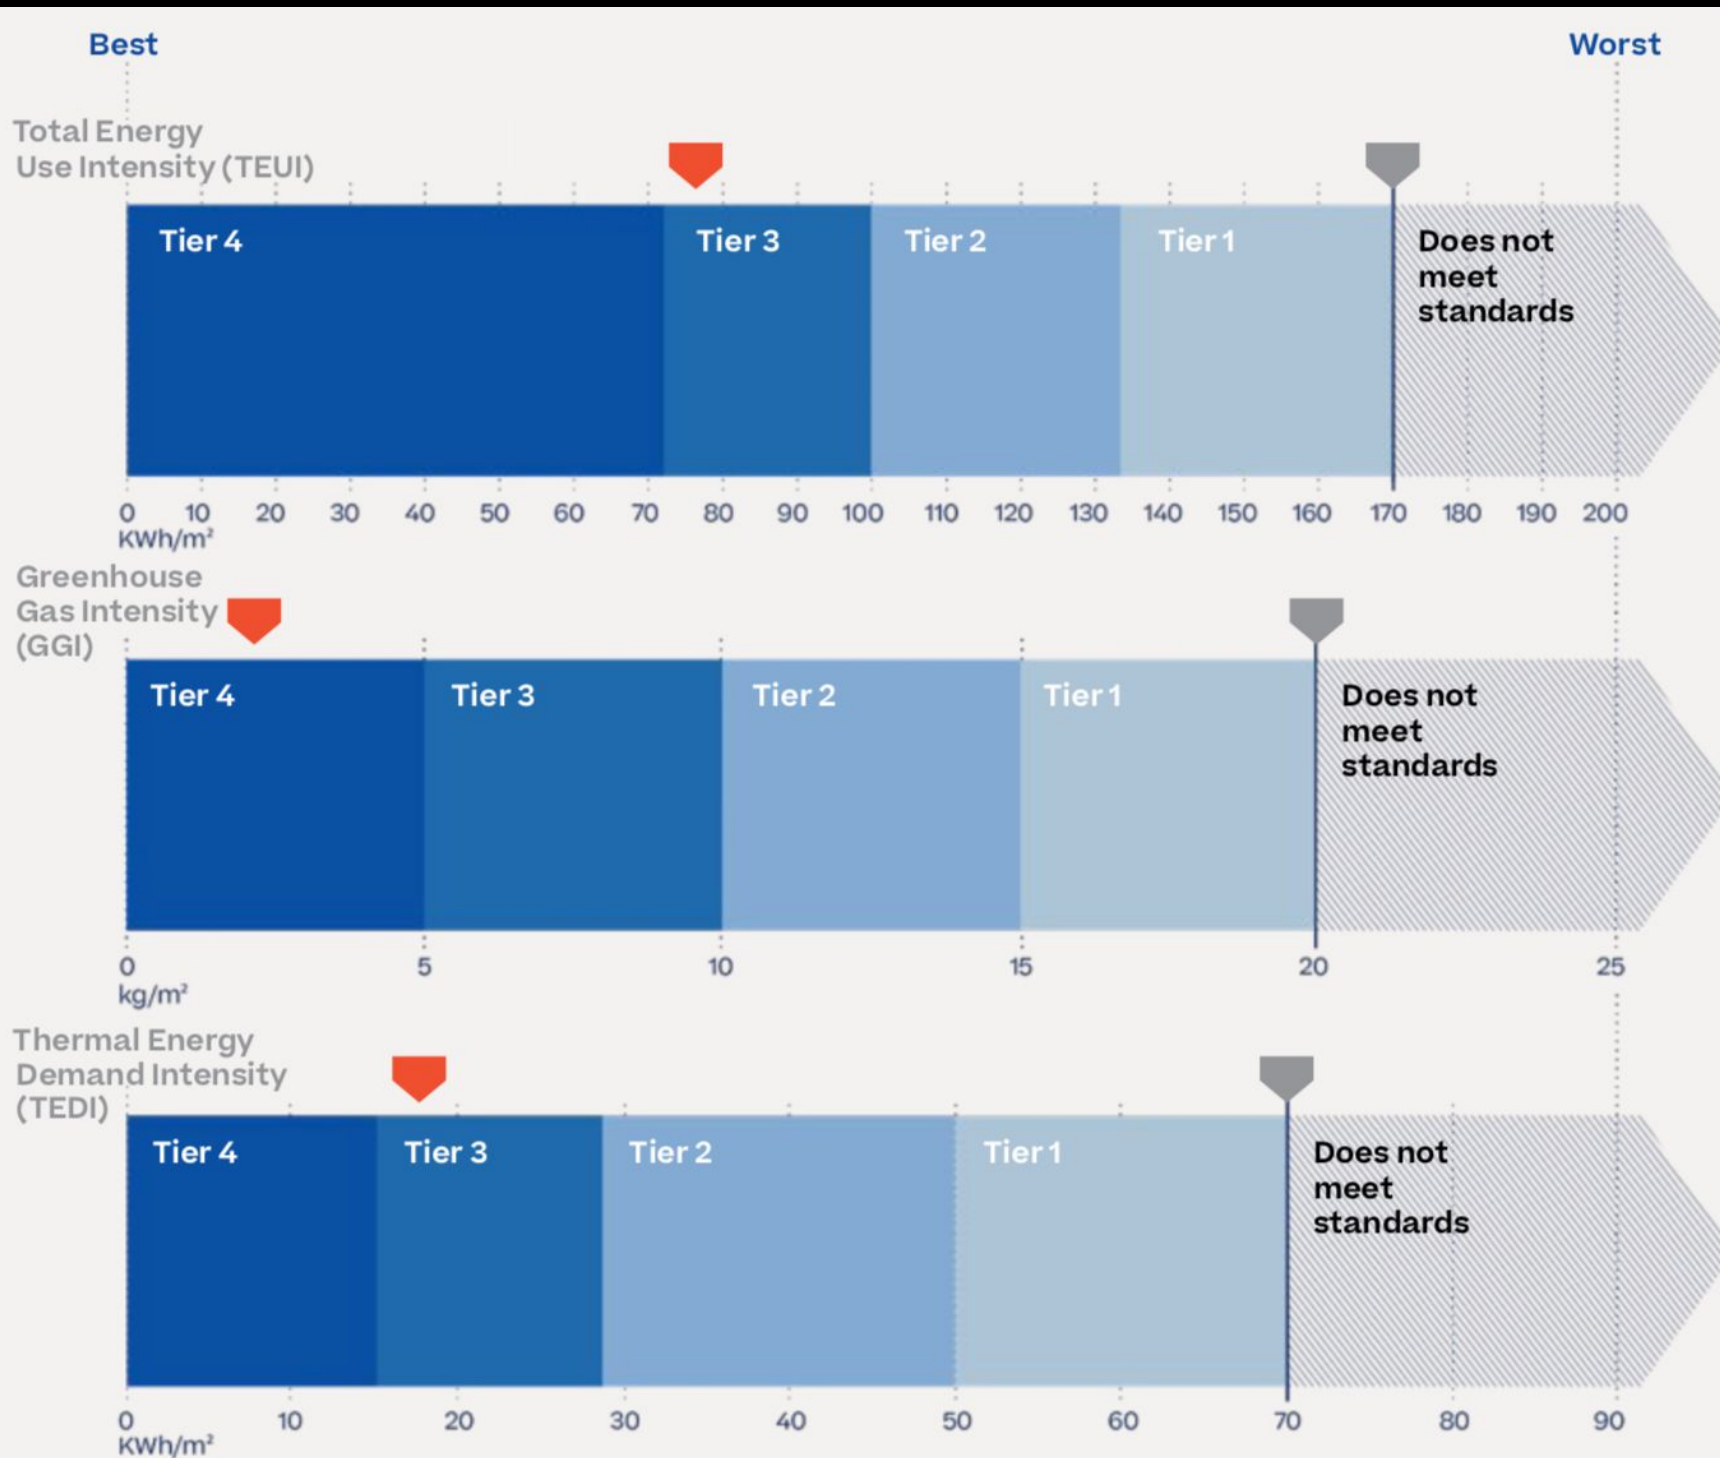 Best
Worst
Total Energy
Use Intensity (TEUI)
Tier 4
Tier 3
Tier 2
Tier 1
Does not
meet
standards
0 10 20 30 40 50 60 70 80 90 100 110 120 130 140 150 160 170 180 190 200
KWh/m²
Greenhouse
Gas Intensity
(GGI)
Tier 4
Tier 3
Tier 2
Tier 1
Does not
meet
standards
0 5 10 15 20 25
kg/m²
Thermal Energy
Demand Intensity
(TEDI)
Tier 4
Tier 3
Tier 2
Tier 1
Does not
meet
standards
0 10 20 30 40 50 60 70 80 90
KWh/m²